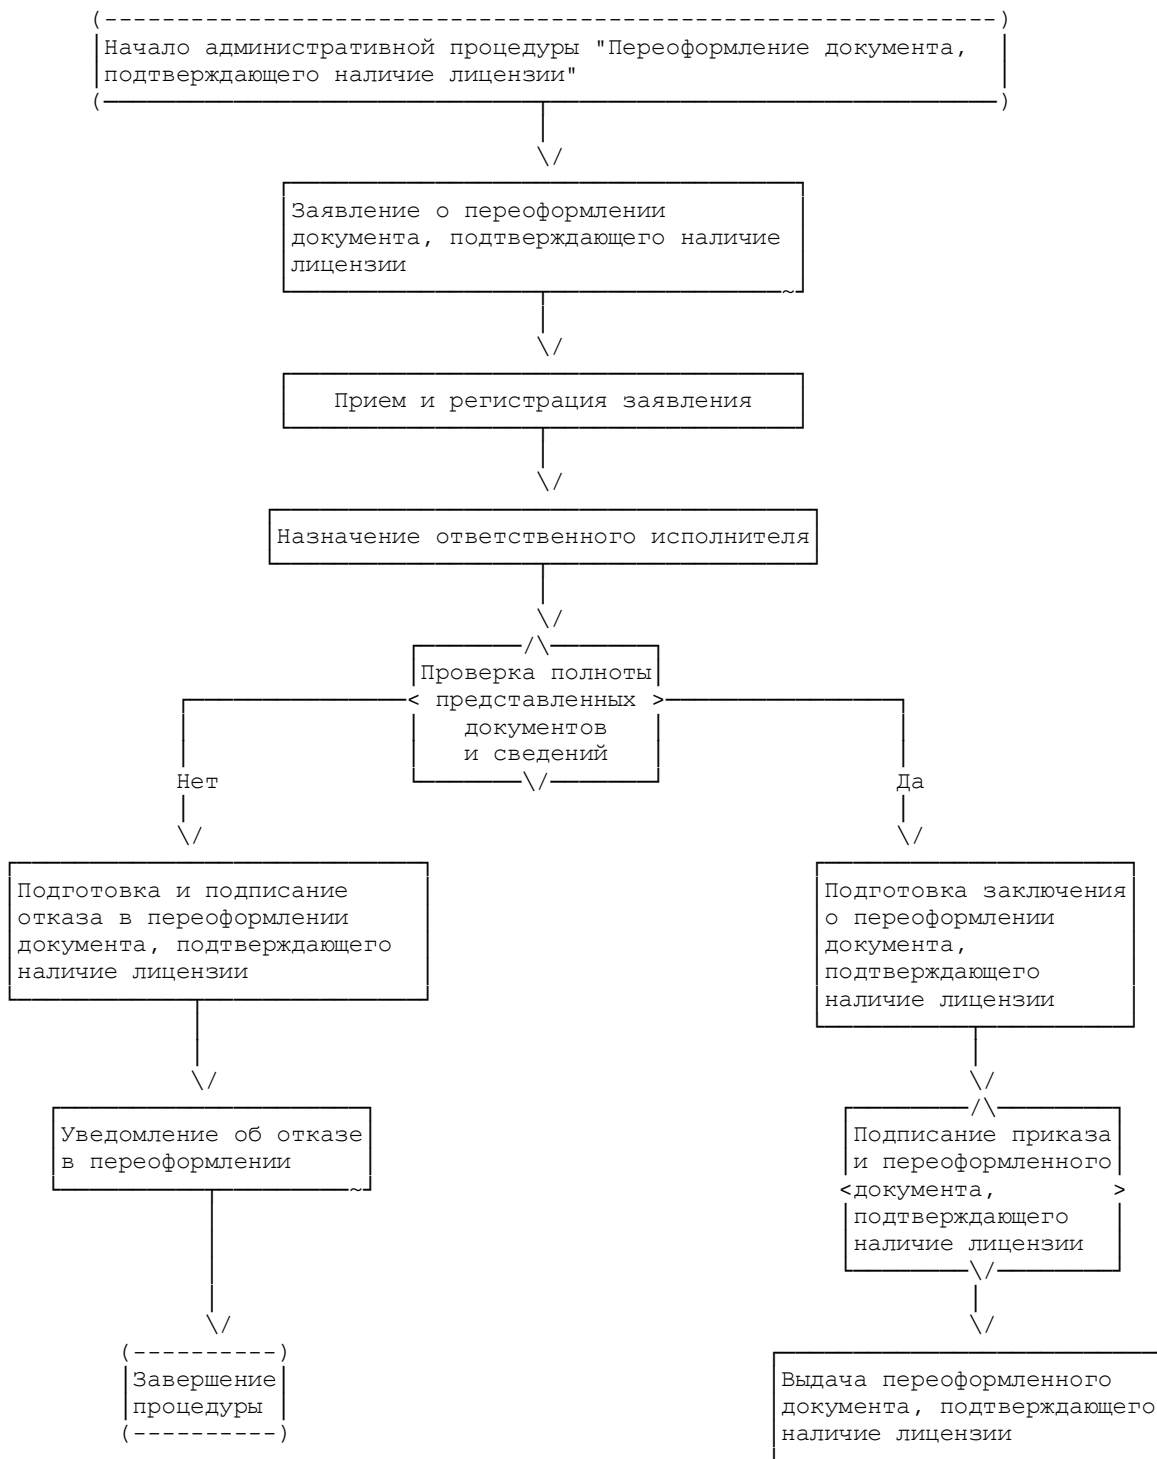 Начало административной процедуры "Переоформление документа,
подтверждающего наличие лицензии"
Заявление о переоформлении
документа, подтверждающего наличие
лицензии
Прием и регистрация заявления
Назначение ответственного исполнителя
Проверка полноты
представленных
документов
и сведений
Нет
Да
Подготовка и подписание
отказа в переоформлении
документа, подтверждающего
наличие лицензии
Подготовка заключения
о переоформлении
документа,
подтверждающего
наличие лицензии
Уведомление об отказе
в переоформлении
Подписание приказа
и переоформленного
документа,
подтверждающего
наличие лицензии
Завершение
процедуры
Выдача переоформленного
документа, подтверждающего
наличие лицензии